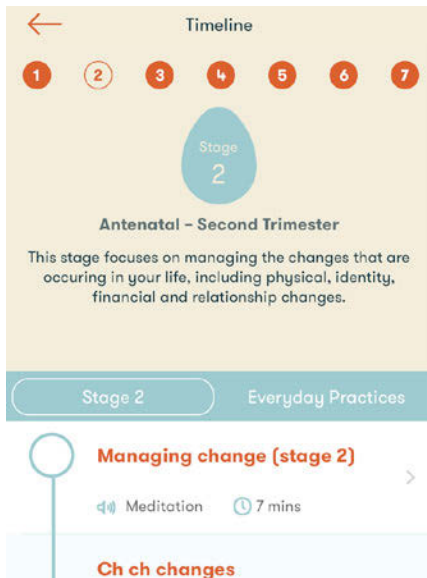 Timeline
1 2 3 4 5 6 7
Stage
2
Antenatal – Second Trimester
This stage focuses on managing the changes that are
occuring in your life, including physical, identity,
financial and relationship changes.
Stage 2 Everyday Practices
Managing change (stage 2)
Meditation 7 mins
Ch ch changes